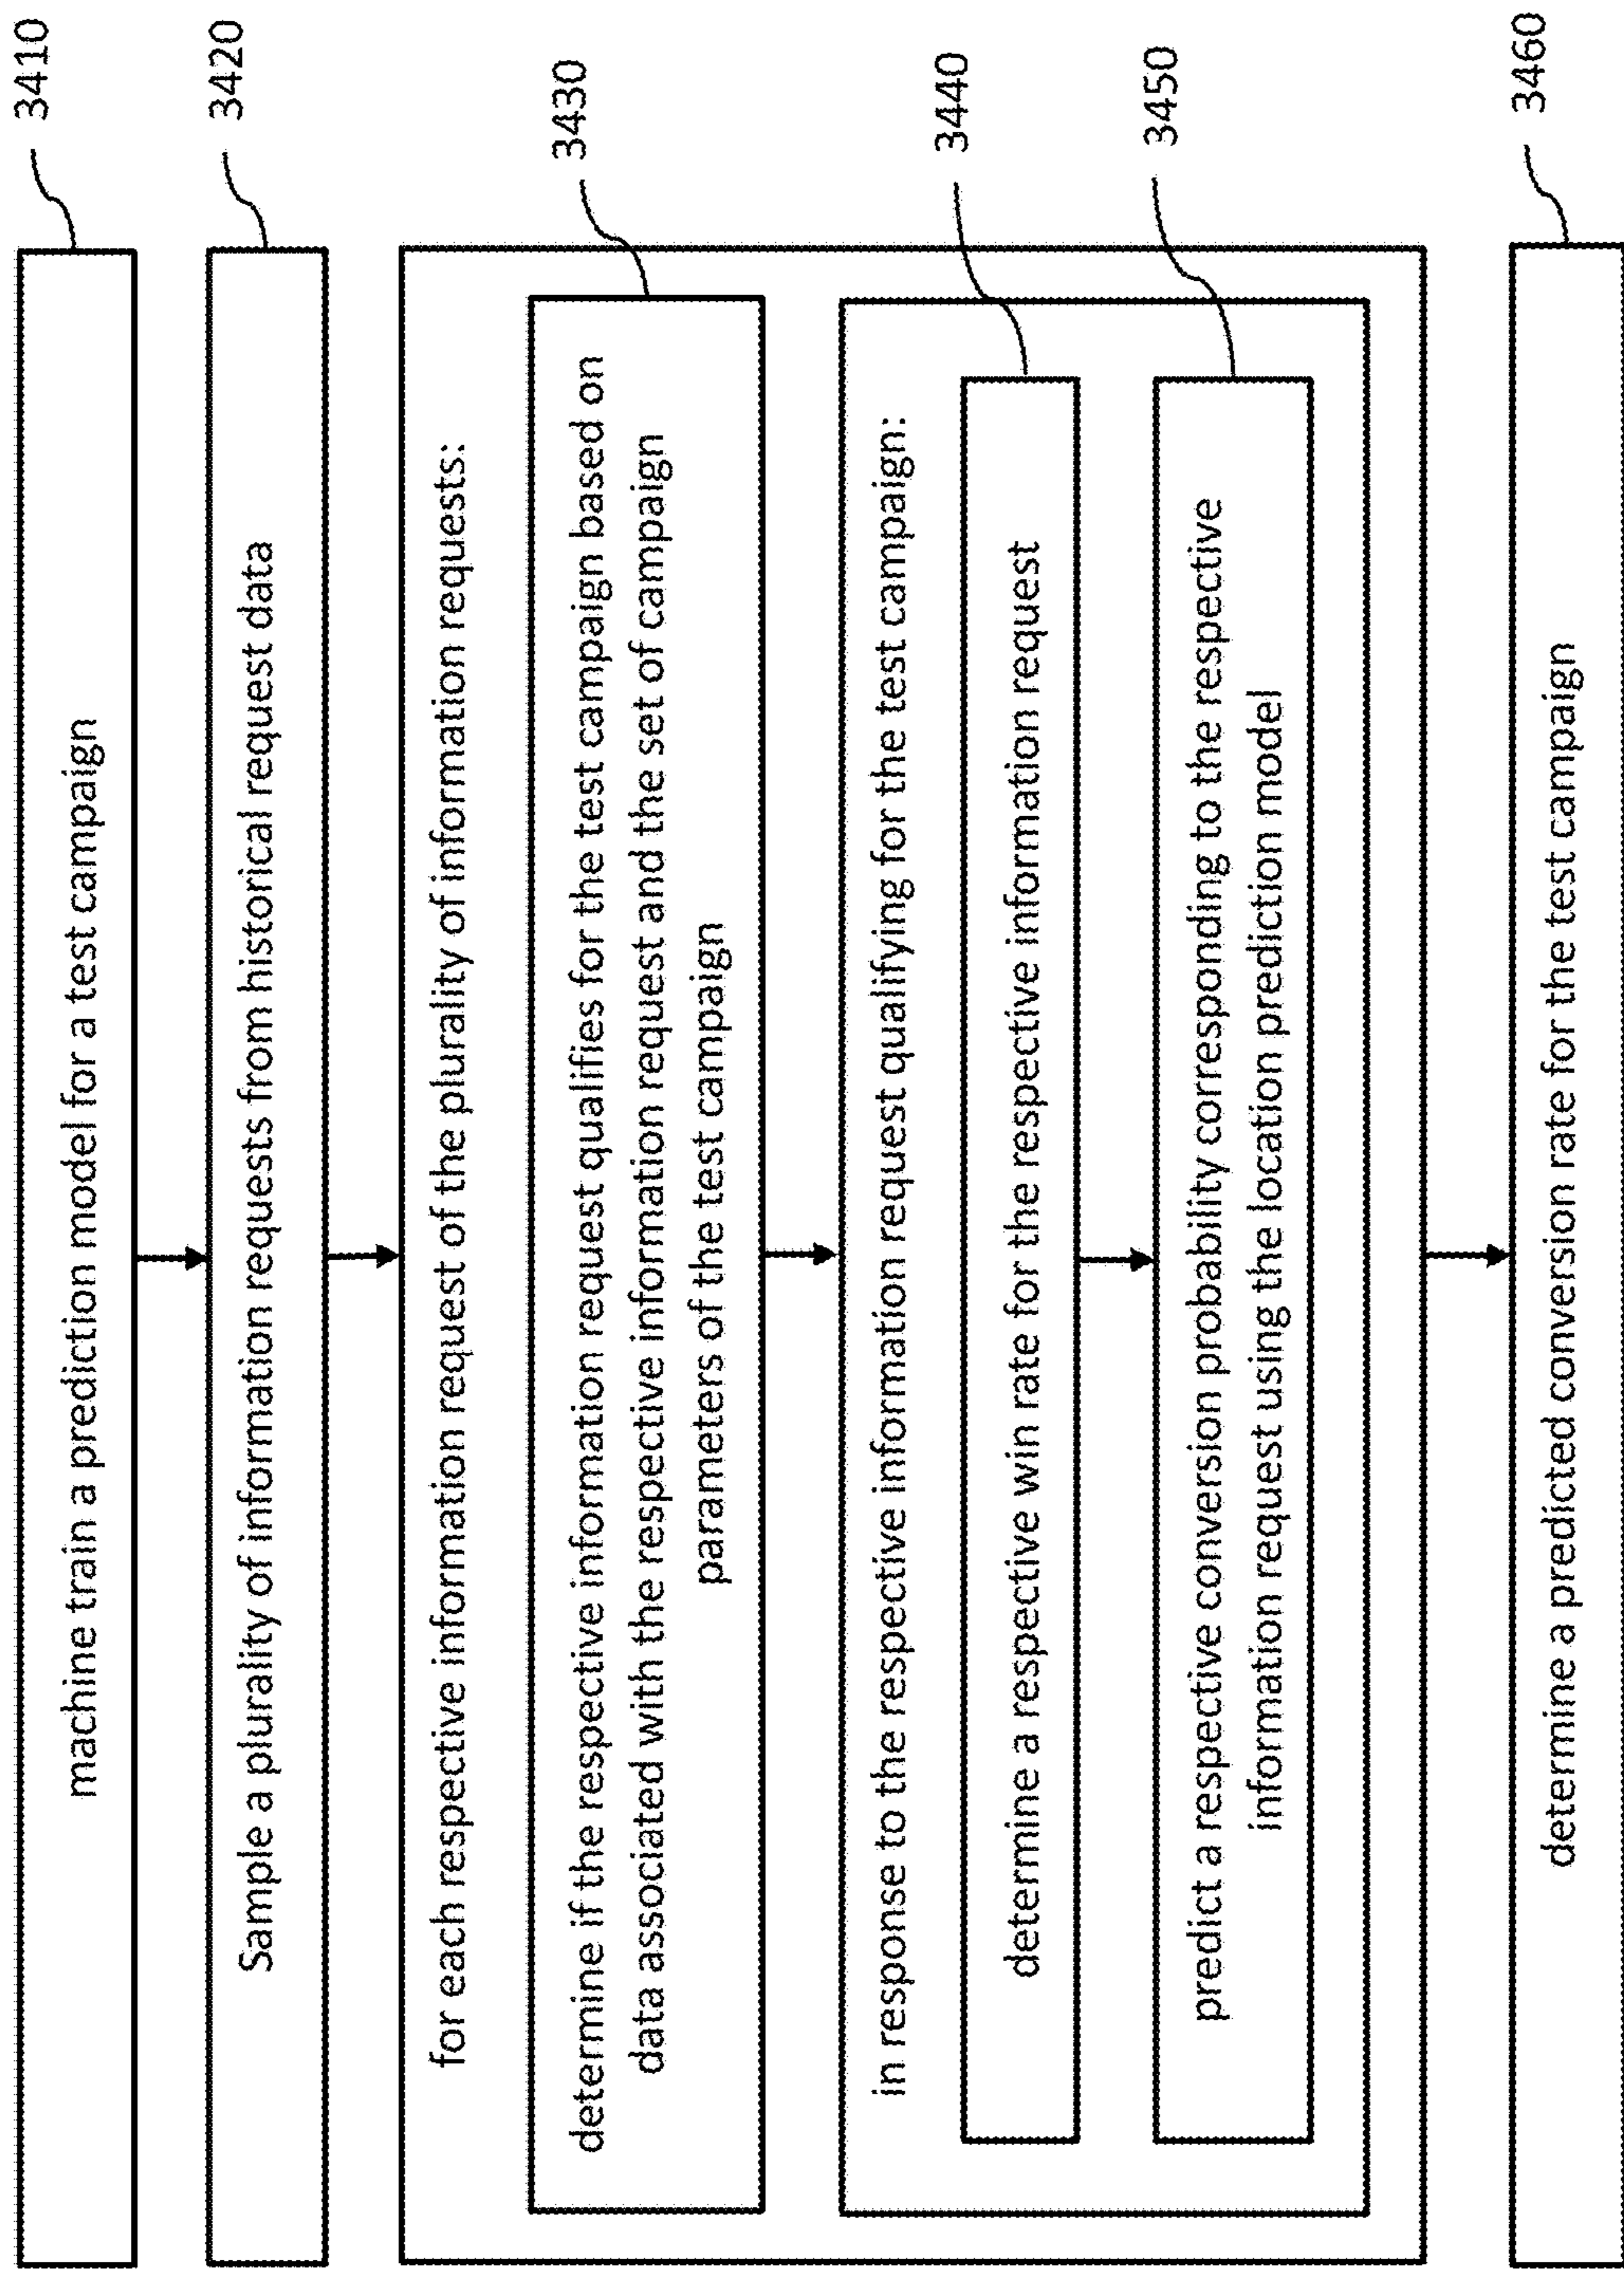 machine train a prediction model for a test campaign
3410
Sample a plurality of information requests from historical request data
3420
for each respective information request of the plurality of information requests:
determine if the respective information request qualifies for the test campaign based on
data associated with the respective information request and the set of campaign
parameters of the test campaign
3430
in response to the respective information request qualifying for the test campaign:
determine a respective win rate for the respective information request
3440
predict a respective conversion probability corresponding to the respective
information request using the location prediction model
3450
determine a predicted conversion rate for the test campaign
3460